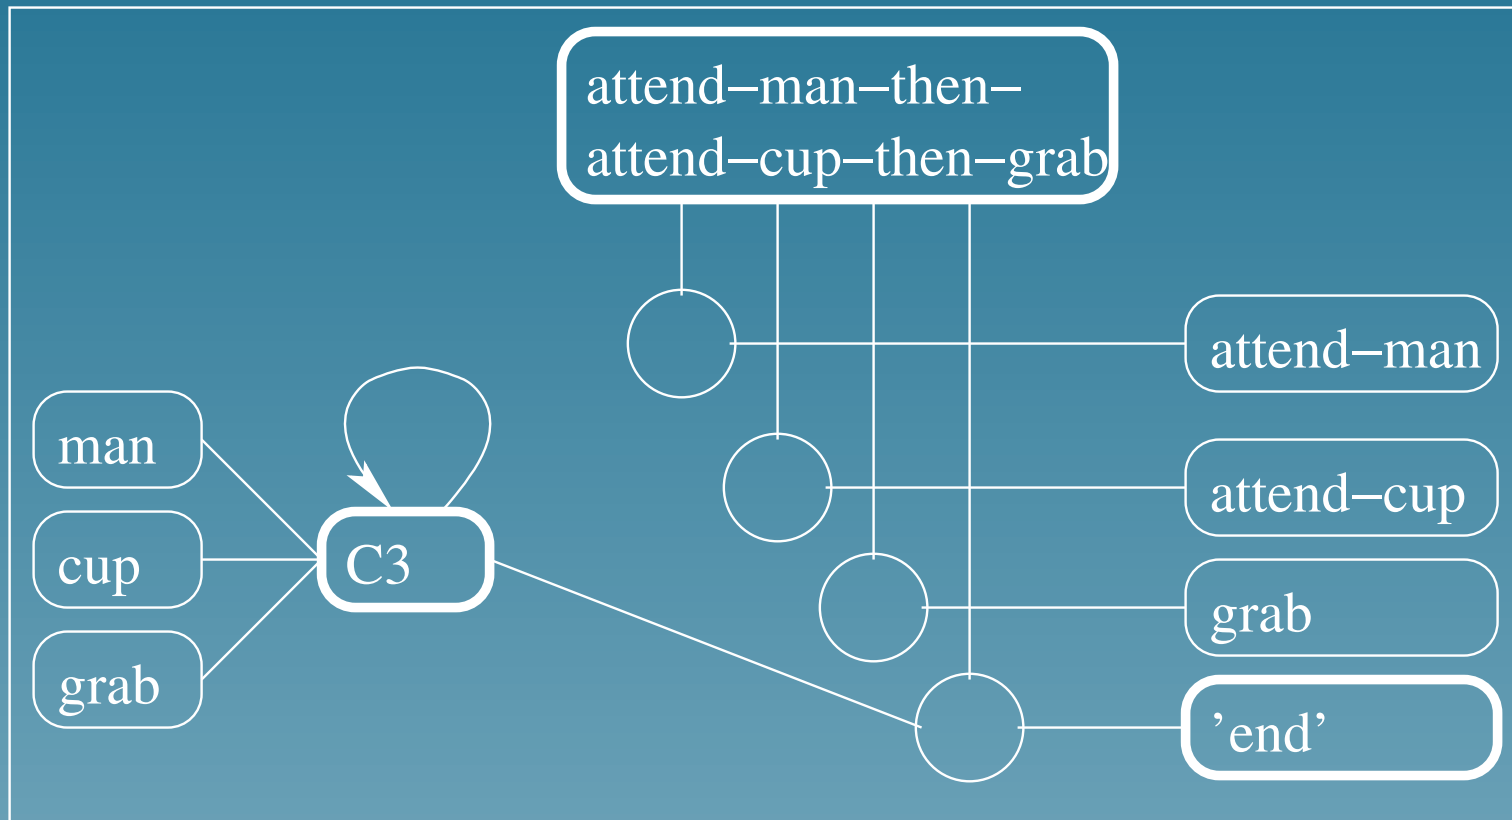 attend–man–then–
attend–cup–then–grab
attend–man
man
attend–cup
cup
C3
grab
grab
’end’